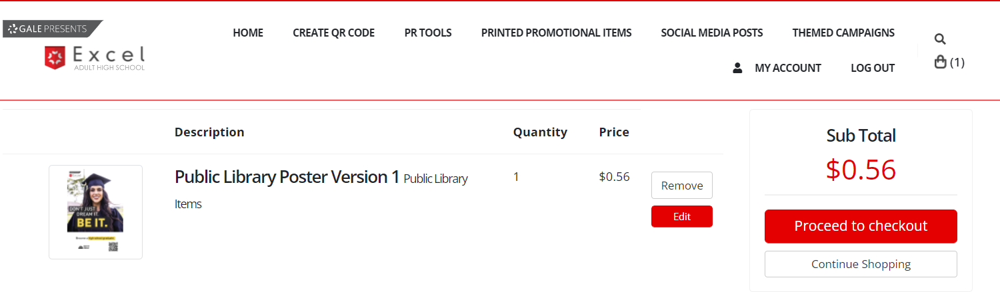 GALE PRESENTS
Excel
ADULT HIGH SCHOOL
HOME CREATE QR CODE PR TOOLS PRINTED PROMOTIONAL ITEMS SOCIAL MEDIA POSTS THEMED CAMPAIGNS
MY ACCOUNT LOG OUT
(1)
Description Quantity Price
Public Library Poster Version 1 Public Library
Items
1
$0.56
Remove
Edit
Excel
DON'T JUST
DREAM IT.
BE IT.
Sub Total
$0.56
Proceed to checkout
Continue Shopping